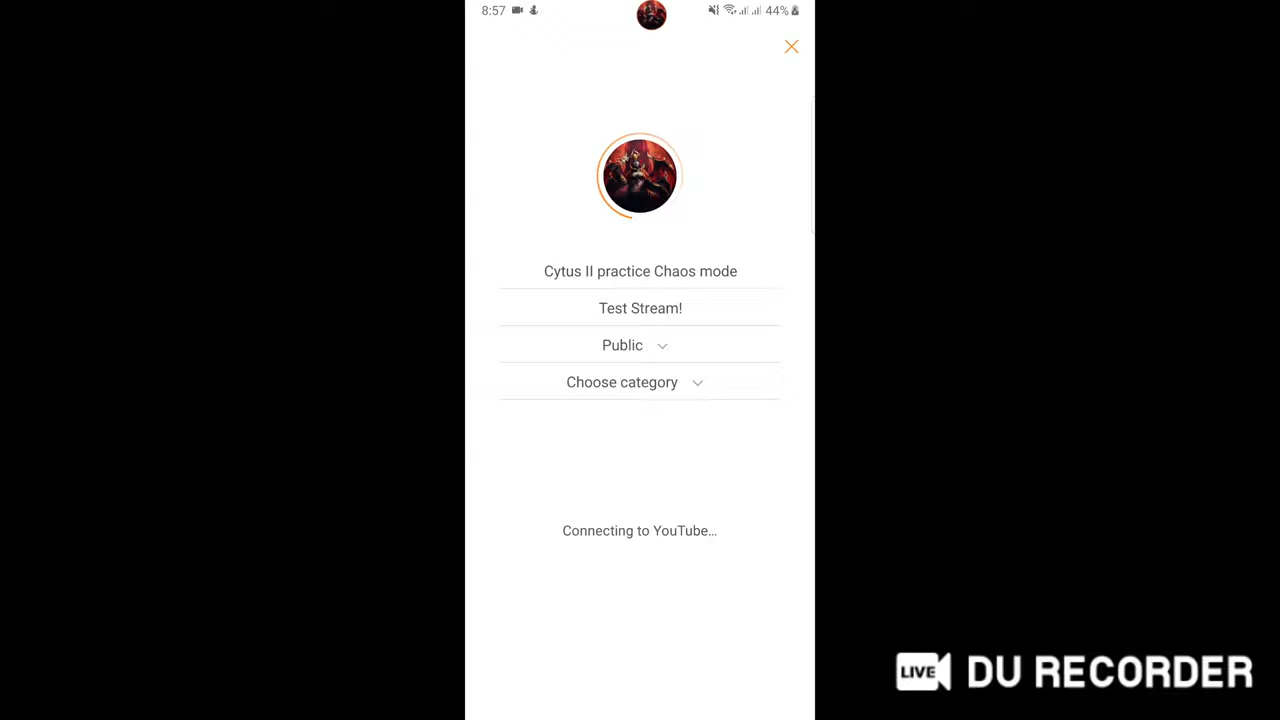 8:57
44%
Cytus II practice Chaos mode
Test Stream!
Public
Choose category
Connecting to YouTube...
LIVE DU RECORDER